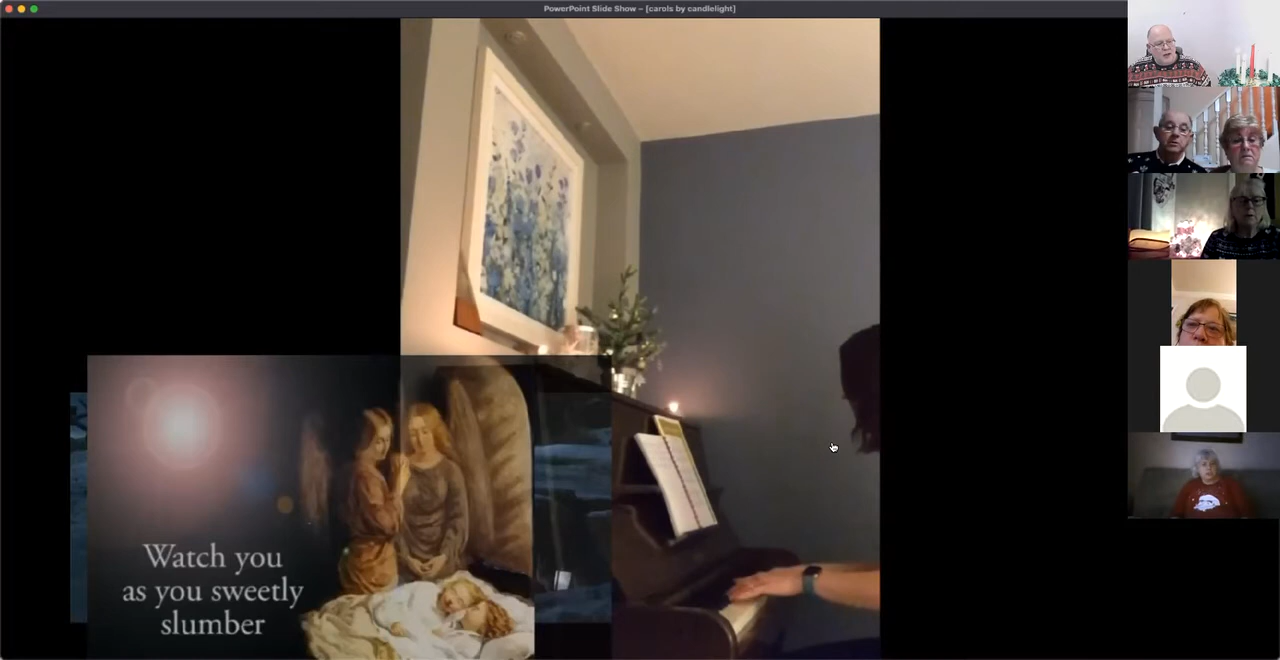 PowerPoint Slide Show – [carols by candlelight]
Watch you
as you sweetly
slumber